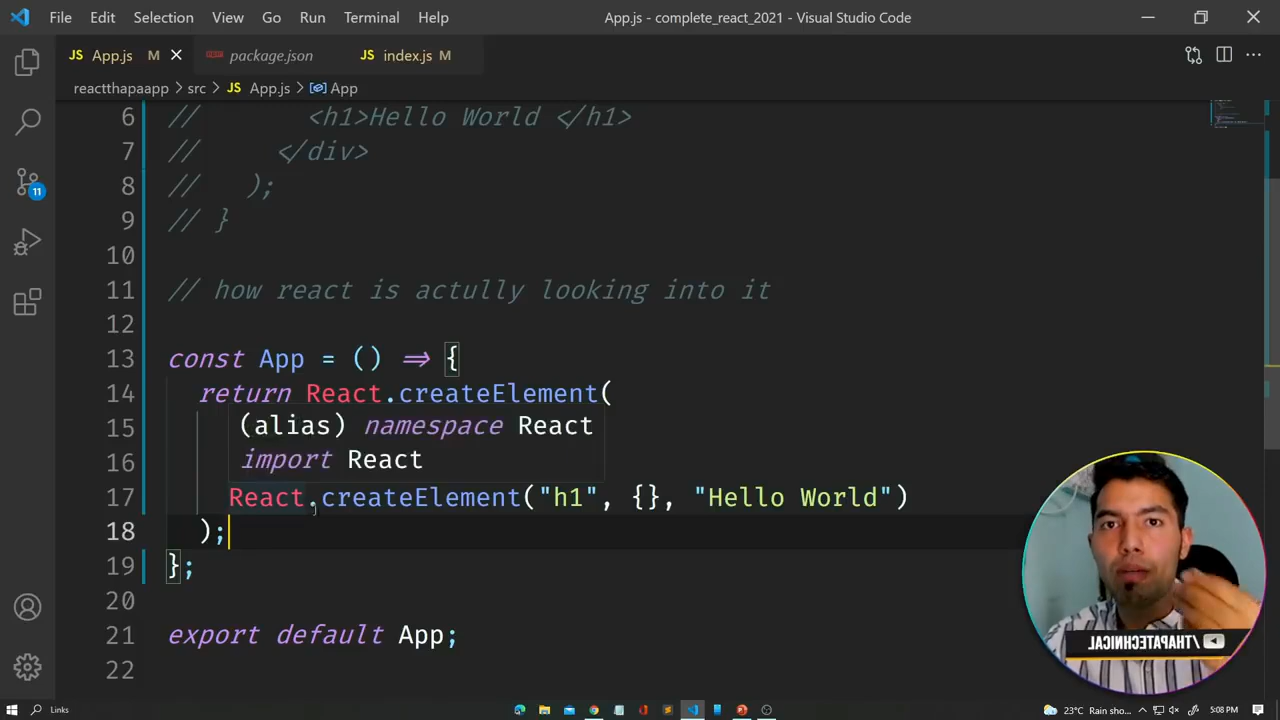 File Edit Selection View Go Run Terminal Help
App.js - complete_react_2021 - Visual Studio Code
JS App.js M
package.json
JS index.js M
reactthapaapp > src > JS App.js > App
6 // <h1>Hello World </h1>
7 // </div>
8 // );
9 // }
10
11 // how react is actully looking into it
12
13 const App = () => {
14 return React.createElement(
15 (alias) namespace React
16 import React
17 React.createElement("h1", {}, "Hello World")
18 );
19 };
20
21 export default App;
22
11
/THAPATECHNICAL
Links
23°C Rain sho...
5:08 PM